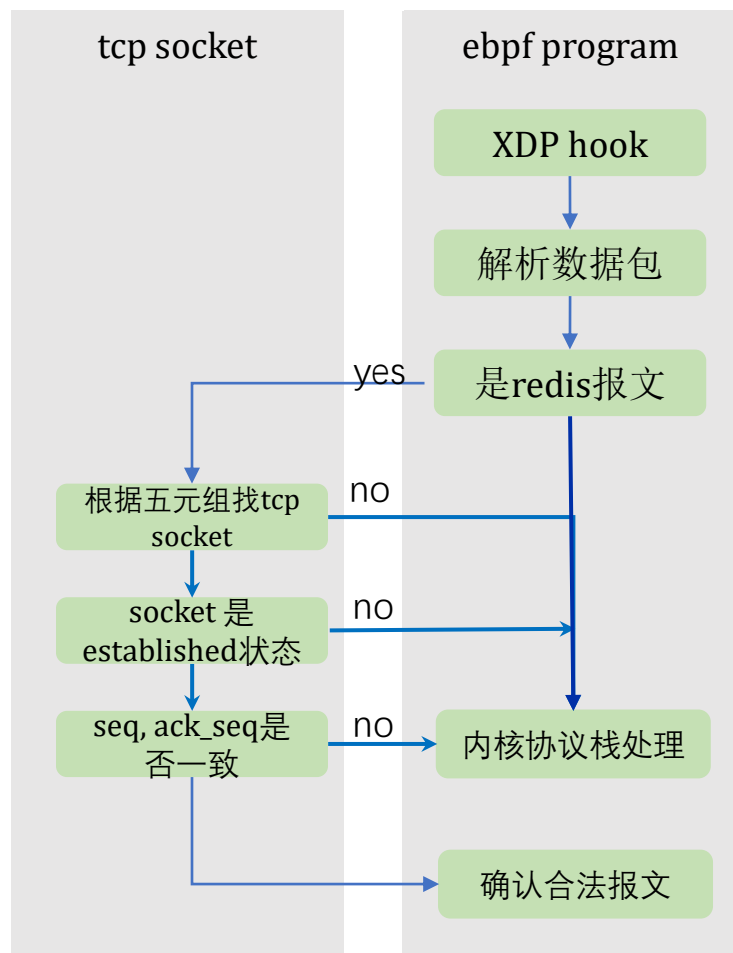 tcp socket
ebpf program
XDP hook
解析数据包
yes
是redis报文
根据五元组找tcp
socket
no
socket 是
established状态
no
seq, ack_seq是
否一致
no
内核协议栈处理
确认合法报文